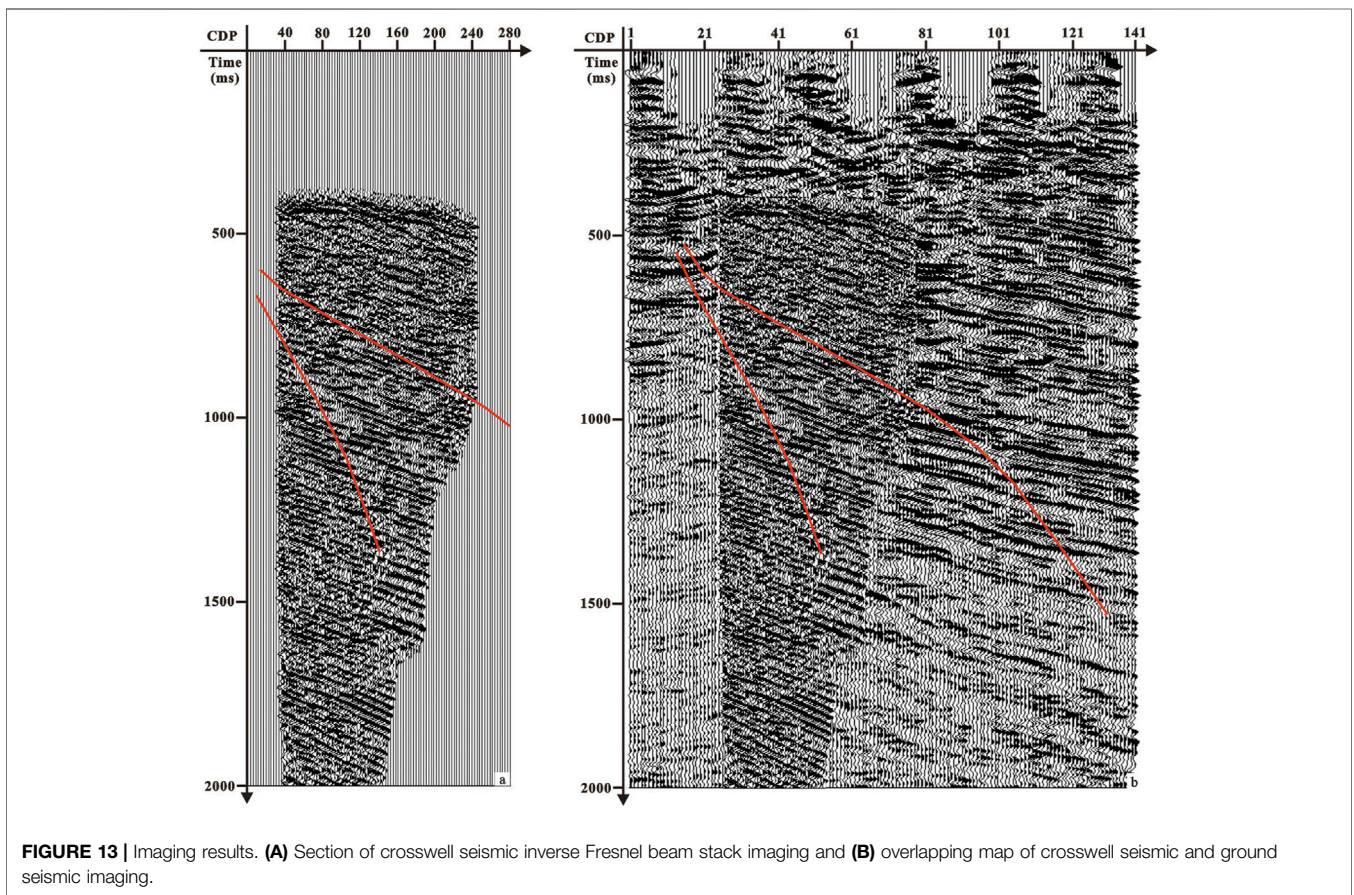 CDP 40 80 120 160 200 240 280
Time
(ms)
500
1000
1500
2000
a
CDP 1 21 41 61 81 101 121 141
Time
(ms)
500
1000
1500
2000
b
FIGURE 13 | Imaging results. (A) Section of crosswell seismic inverse Fresnel beam stack imaging and (B) overlapping map of crosswell seismic and ground
seismic imaging.